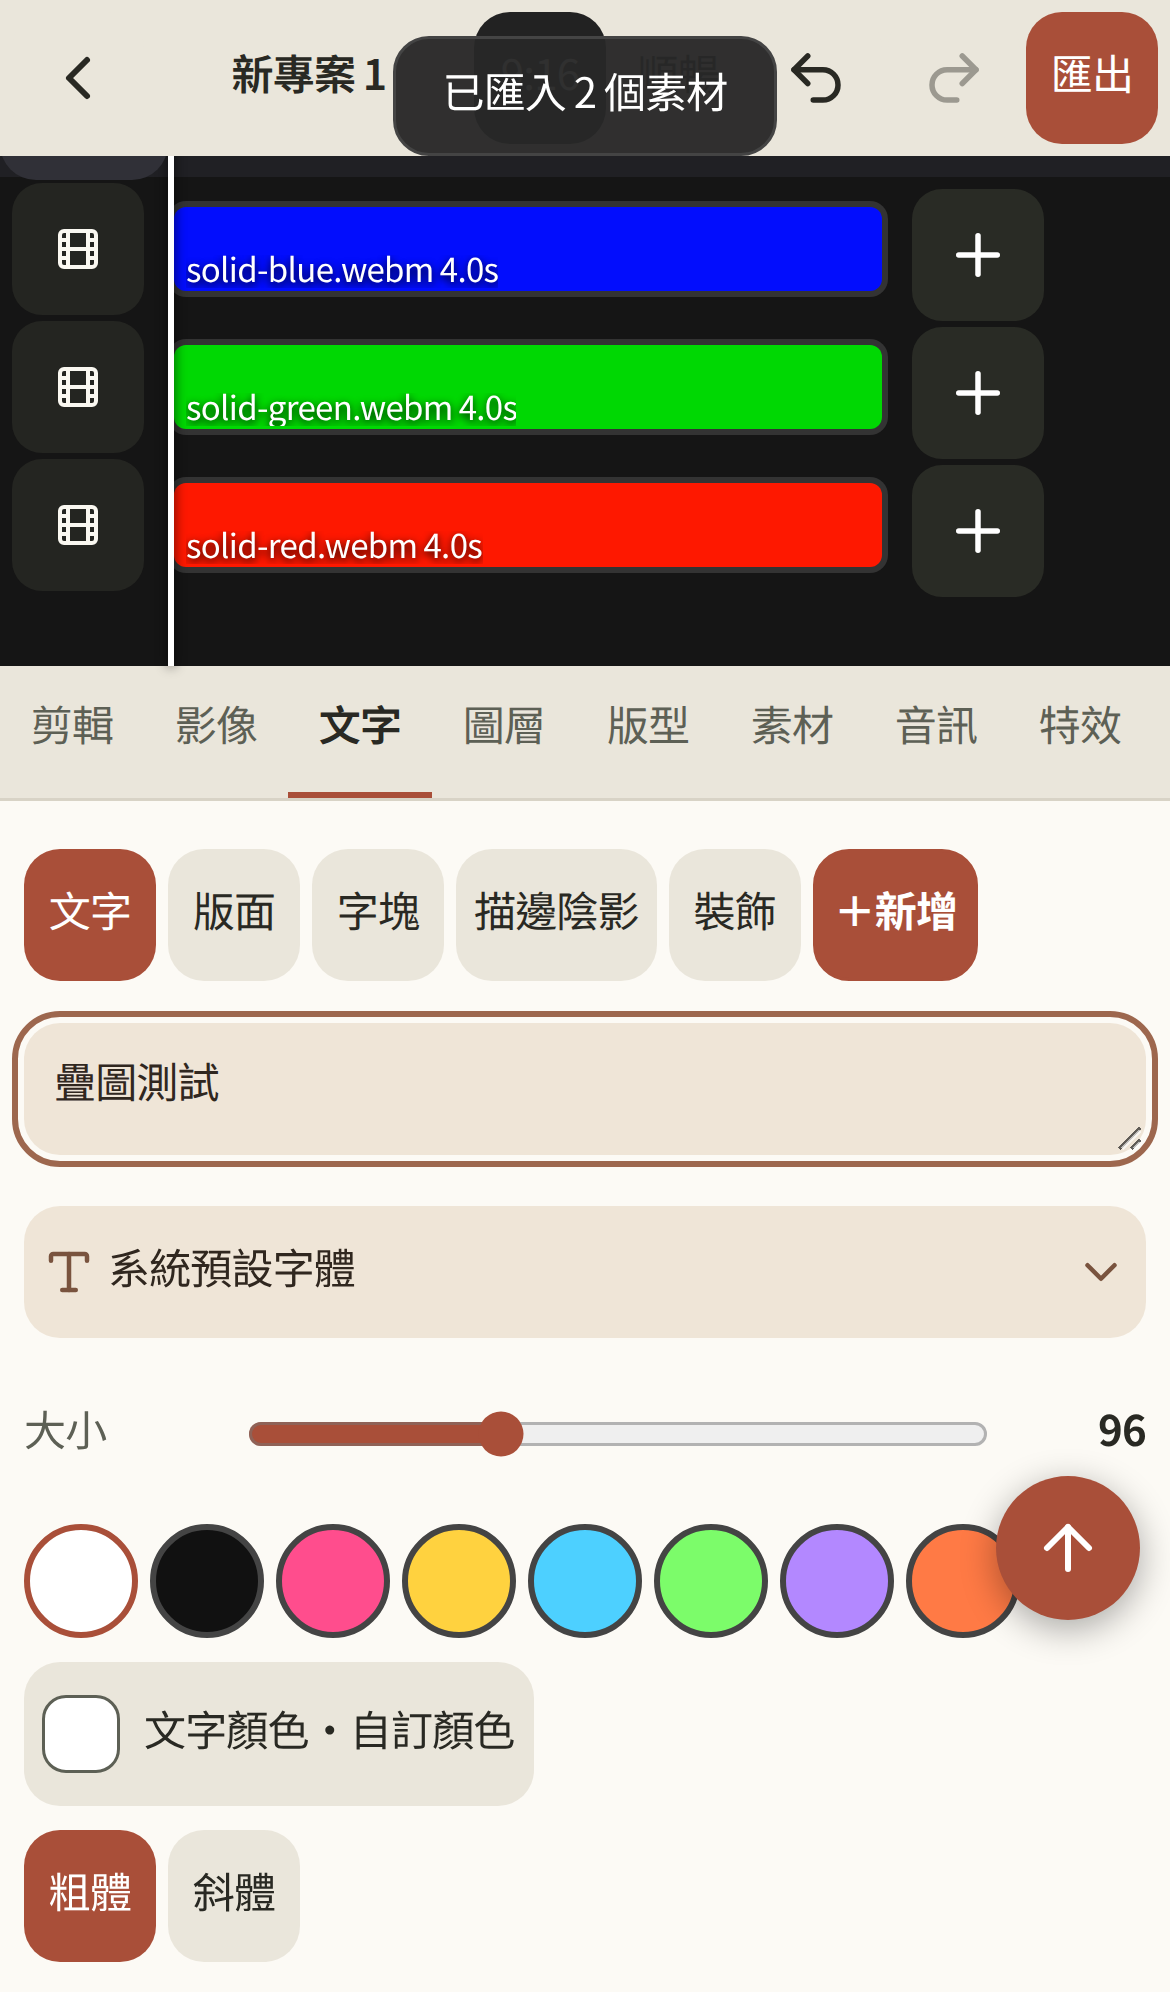 新專案 1
已匯入 2 個素材
匯出
solid-blue.webm 4.0s
solid-green.webm 4.0s
solid-red.webm 4.0s
剪輯 影像 文字 圖層 版型 素材 音訊 特效
文字 版面 字塊 描邊陰影 裝飾 ＋新增
疊圖測試
系統預設字體
大小 96
文字顏色・自訂顏色
粗體 斜體